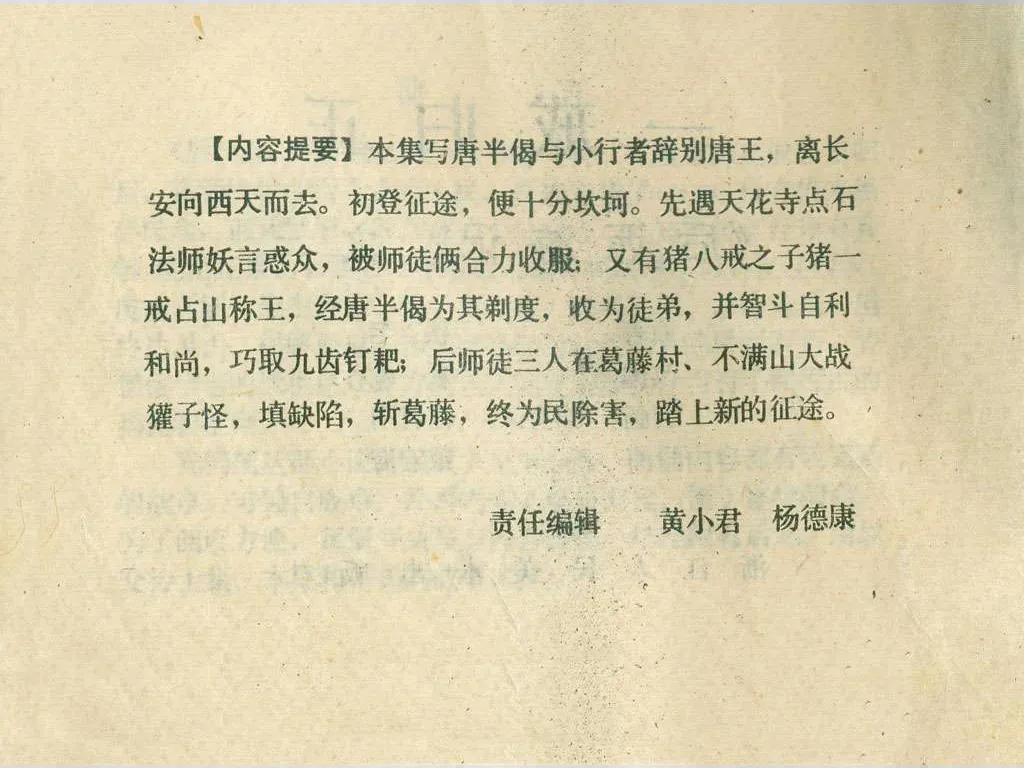 【内容提要】本集写唐半偈与小行者辞别唐王，离长
安向西天而去。初登征途，便十分坎坷。先遇天花寺点石
法师妖言惑众，被师徒俩合力收服；又有猪八戒之子猪一
戒占山称王，经唐半偈为其剃度，收为徒弟，并智斗自利
和尚，巧取九齿钉耙；后师徒三人在葛藤村、不满山大战
獾子怪，填缺陷，斩葛藤，终为民除害，踏上新的征途。
责任编辑　　黄小君　杨德康